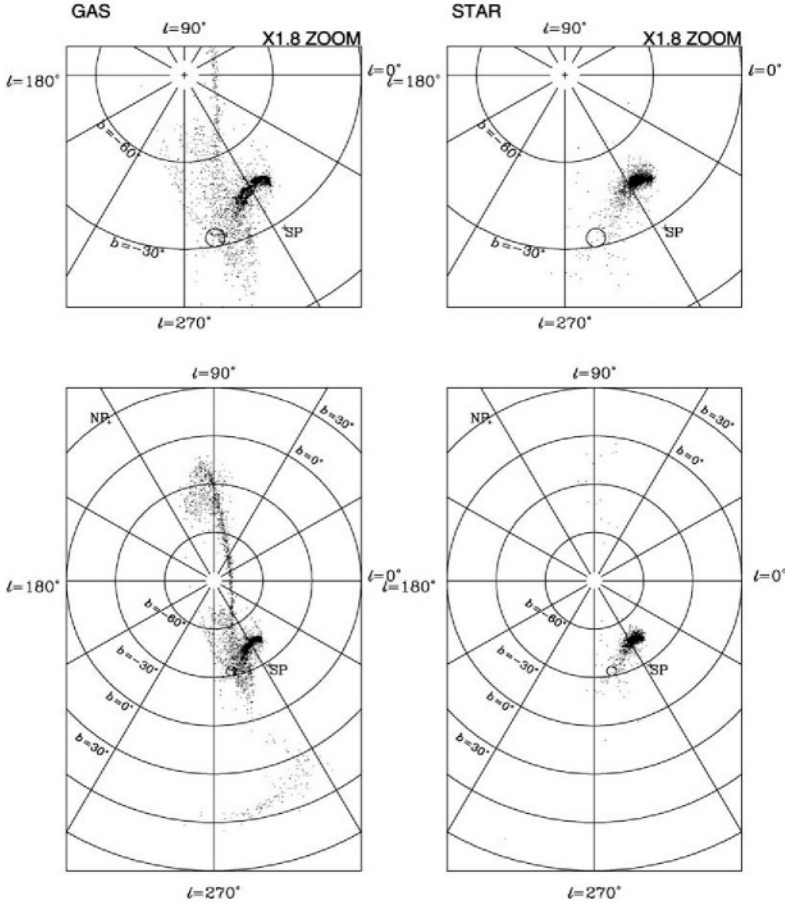 GAS
STAR
l=90°
l=90°
X1.8 ZOOM
X1.8 ZOOM
l=180°
l=0°
l=180°
l=0°
b=−60°
b=−60°
SP
SP
b=−30°
b=−30°
l=270°
l=270°
l=90°
l=90°
NP
b=30°
NP
b=30°
b=0°
b=0°
l=180°
l=0°
l=180°
l=0°
b=−60°
b=−60°
b=−30°
SP
b=−30°
SP
b=0°
b=0°
b=30°
b=30°
l=270°
l=270°